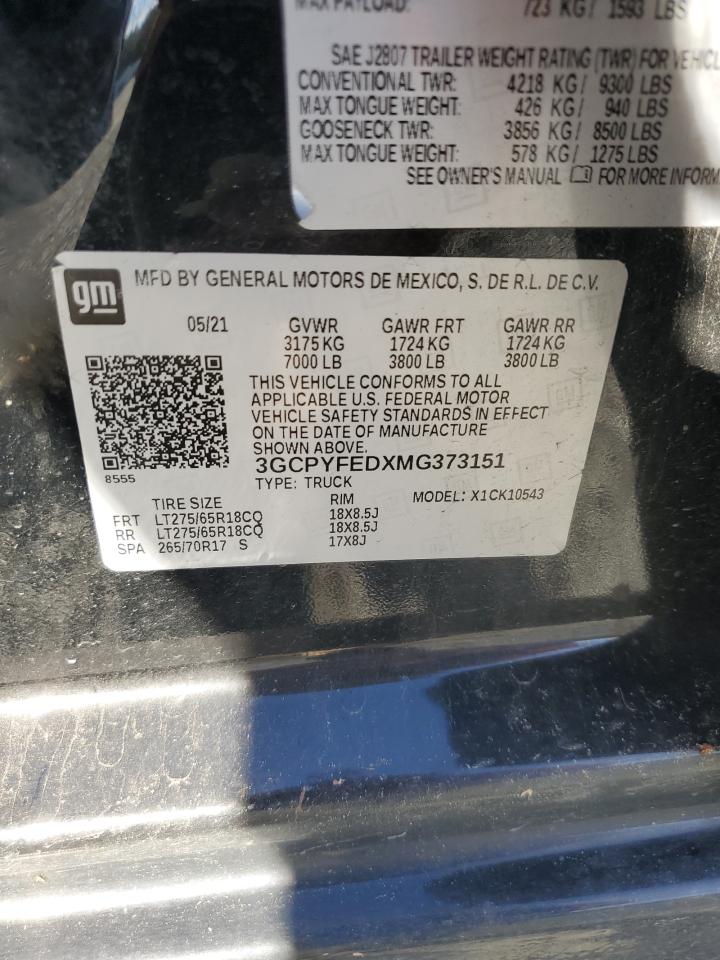 MAX PAYLOAD: 723 KG/ 1593 LBS
SAE J2807 TRAILER WEIGHT RATING (TWR) FOR VEHICL
CONVENTIONAL TWR: 4218 KG/ 9300 LBS
MAX TONGUE WEIGHT: 426 KG/ 940 LBS
GOOSENECK TWR: 3856 KG/ 8500 LBS
MAX TONGUE WEIGHT: 578 KG/ 1275 LBS
SEE OWNER'S MANUAL FOR MORE INFORM
gm MFD BY GENERAL MOTORS DE MEXICO, S. DE R.L. DE C.V.
05/21 GVWR GAWR FRT GAWR RR
3175 KG 1724 KG 1724 KG
7000 LB 3800 LB 3800 LB
THIS VEHICLE CONFORMS TO ALL
APPLICABLE U.S. FEDERAL MOTOR
VEHICLE SAFETY STANDARDS IN EFFECT
ON THE DATE OF MANUFACTURE
SHOWN ABOVE.
3GCPYFEDXMG373151
8555 TYPE: TRUCK MODEL: X1CK10543
TIRE SIZE RIM
FRT LT275/65R18CQ 18X8.5J
RR LT275/65R18CQ 18X8.5J
SPA 265/70R17 S 17X8J